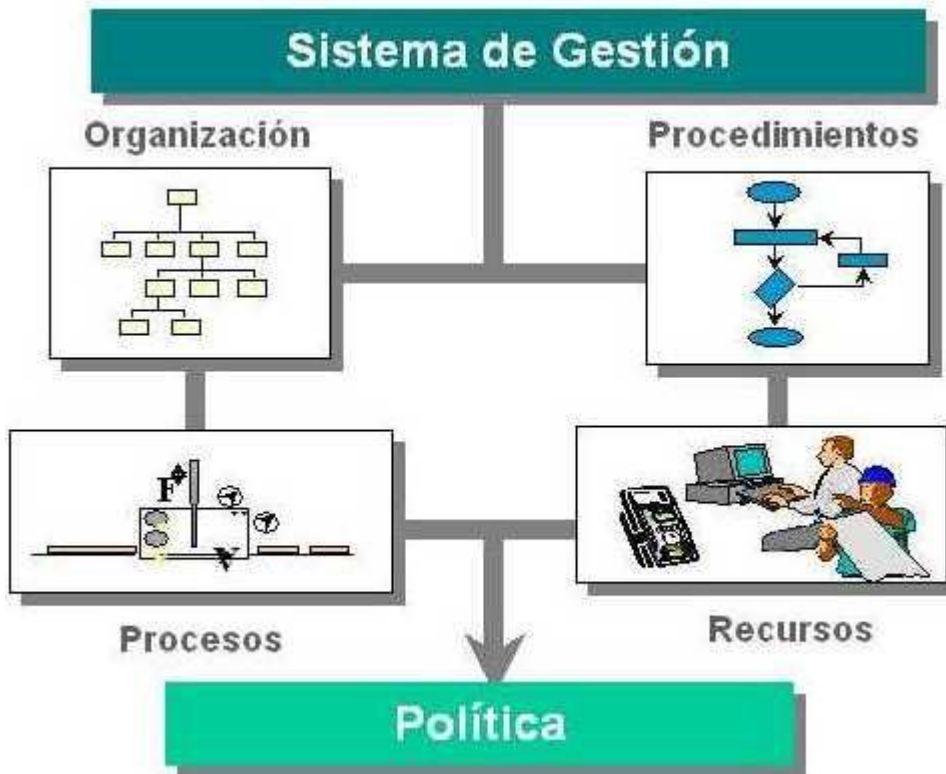 Sistema de Gestión
Organización
Procedimientos
F
V
Procesos
Recursos
Política